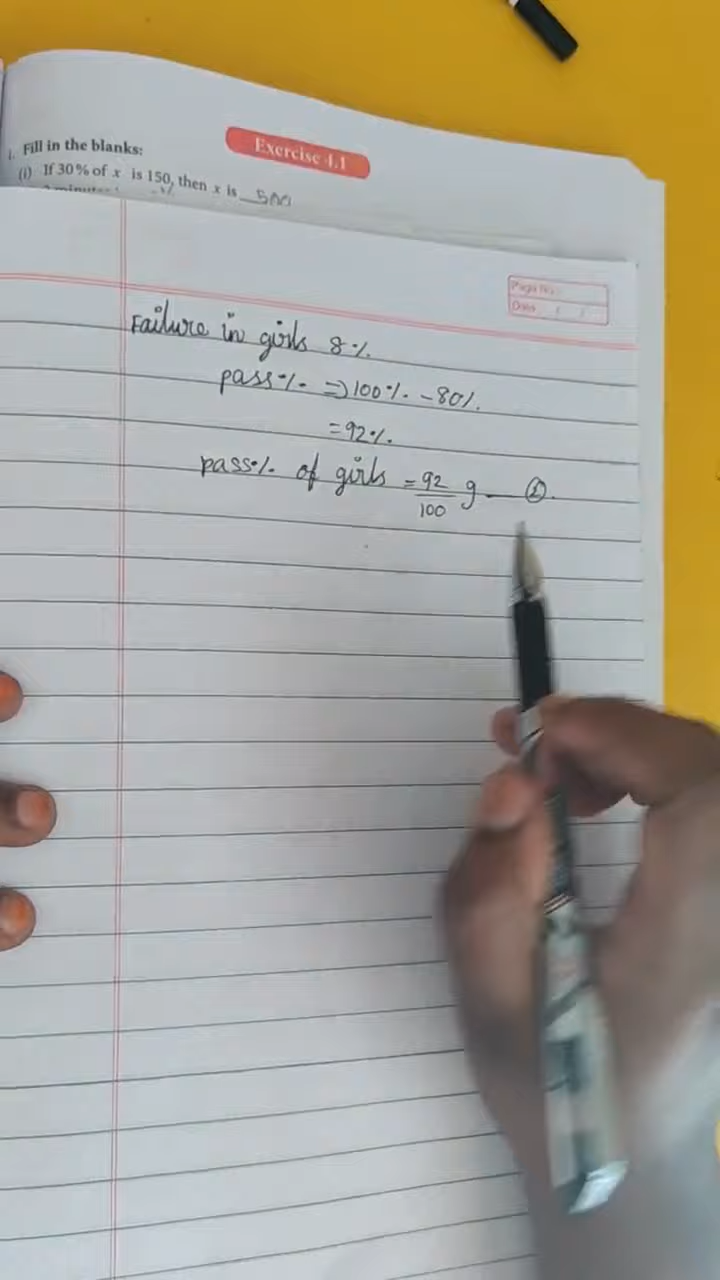 Exercise 4.1
1. Fill in the blanks:
(i) If 30% of x is 150, then x is 500
Page No.:
Date / /
Failure in girls 8%.
pass% ⇒ 100% - 80%.
= 92%.
pass% of girls = 92/100 g — ②.